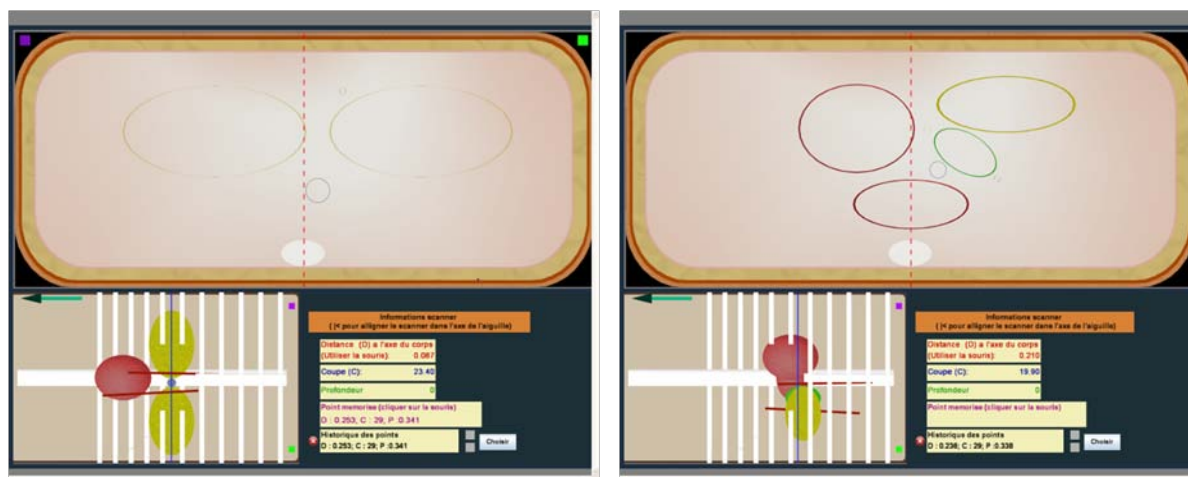 Informations scanner
( |< pour alligner le scanner dans l'axe de l'aiguille)
Distance (D) a l'axe du corps
(Utiliser la souris): 0.087
Coupe (C): 23.40
Profondeur 0
Point memorise (cliquer sur la souris)
D : 0.253; C : 29; P :0.341
Historique des points
D : 0.253; C : 29; P :0.341
Choisir
Informations scanner
( |< pour alligner le scanner dans l'axe de l'aiguille)
Distance (D) a l'axe du corps
(Utiliser la souris): 0.210
Coupe (C): 19.90
Profondeur 0
Point memorise (cliquer sur la souris)
Historique des points
D : 0.236; C : 29; P :0.338
Choisir